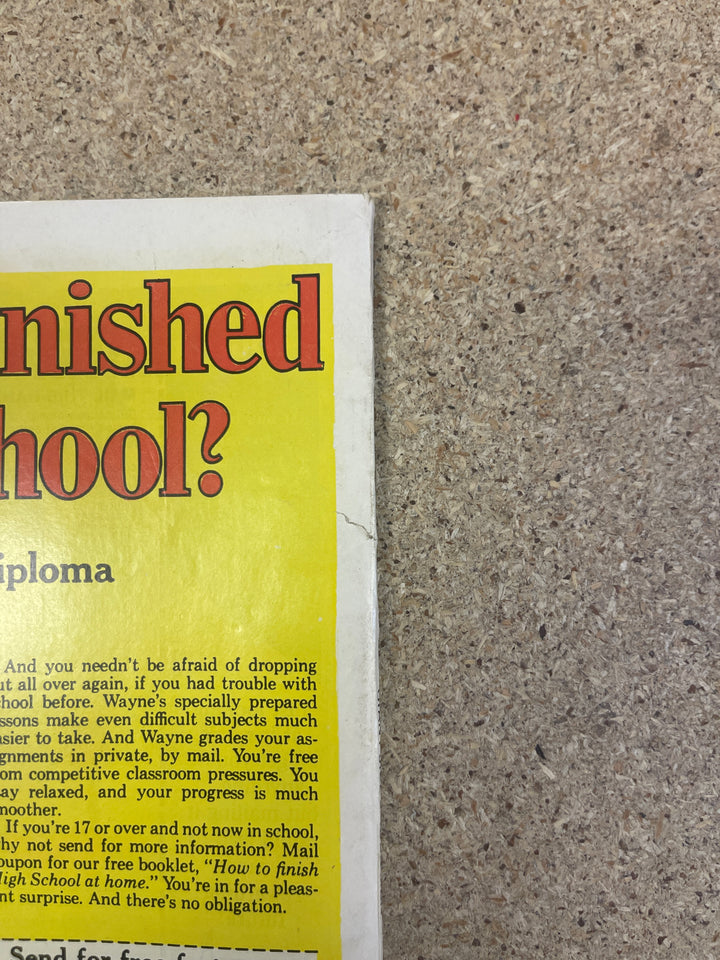 nished
hool?
iploma
And you needn't be afraid of dropping
ut all over again, if you had trouble with
chool before. Wayne's specially prepared
ssons make even difficult subjects much
asier to take. And Wayne grades your as-
gnments in private, by mail. You're free
om competitive classroom pressures. You
ay relaxed, and your progress is much
moother.
If you're 17 or over and not now in school,
hy not send for more information? Mail
oupon for our free booklet, "How to finish
High School at home." You're in for a pleas-
nt surprise. And there's no obligation.
Send for free